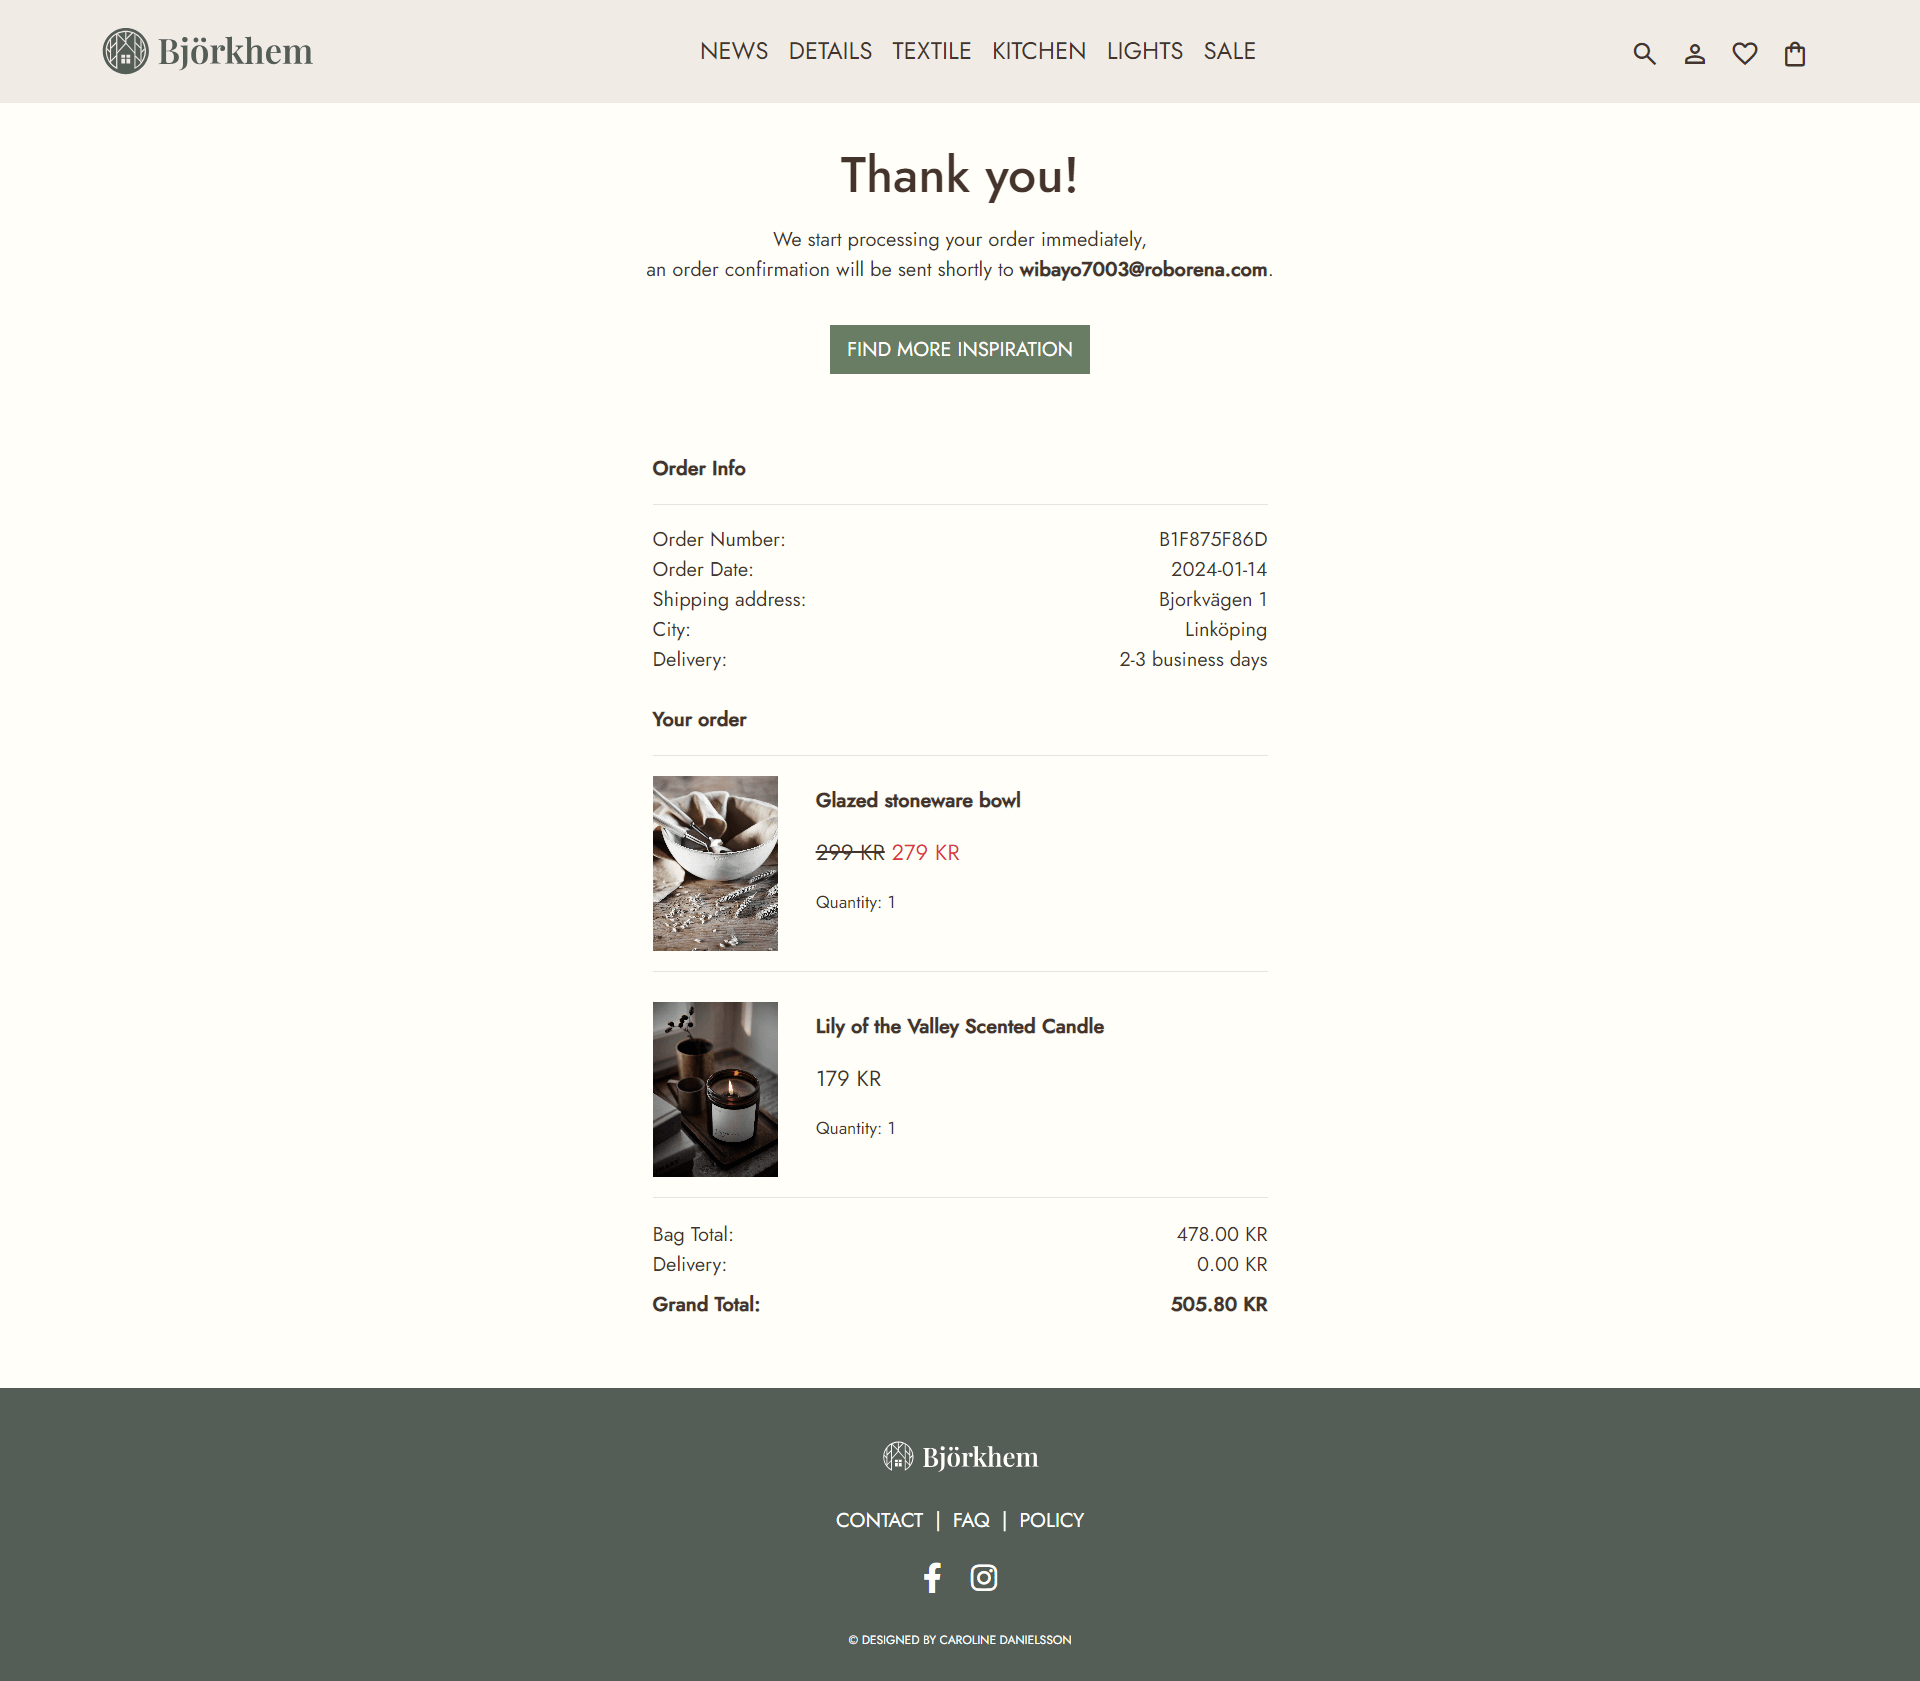 Björkhem
NEWS DETAILS TEXTILE KITCHEN LIGHTS SALE
Thank you!
We start processing your order immediately,
an order confirmation will be sent shortly to wibayo7003@roborena.com.
FIND MORE INSPIRATION
Order Info
Order Number: B1F875F86D
Order Date: 2024-01-14
Shipping address: Bjorkvägen 1
City: Linköping
Delivery: 2-3 business days
Your order
Glazed stoneware bowl
299 KR 279 KR
Quantity: 1
Lily of the Valley Scented Candle
179 KR
Quantity: 1
Bag Total: 478.00 KR
Delivery: 0.00 KR
Grand Total: 505.80 KR
Björkhem
CONTACT | FAQ | POLICY
© DESIGNED BY CAROLINE DANIELSSON